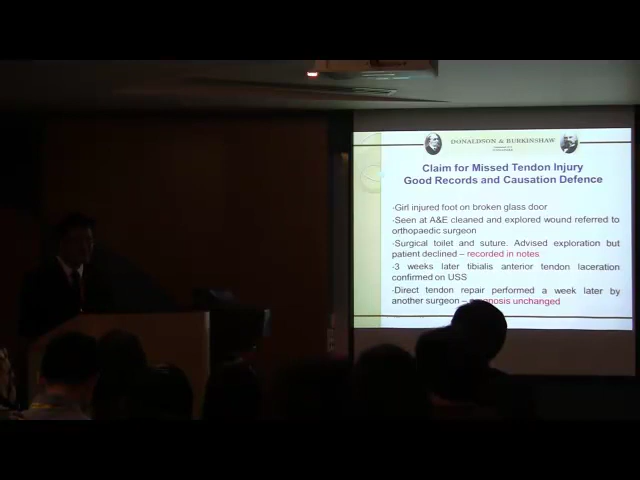 DONALDSON & BURKINSHAW
Claim for Missed Tendon Injury
Good Records and Causation Defence
-Girl injured foot on broken glass door
-Seen at A&E cleaned and explored wound referred to
orthopaedic surgeon
-Surgical toilet and suture. Advised exploration but
patient declined – recorded in notes
-3 weeks later tibialis anterior tendon laceration
confirmed on USS
-Direct tendon repair performed a week later by
another surgeon – prognosis unchanged